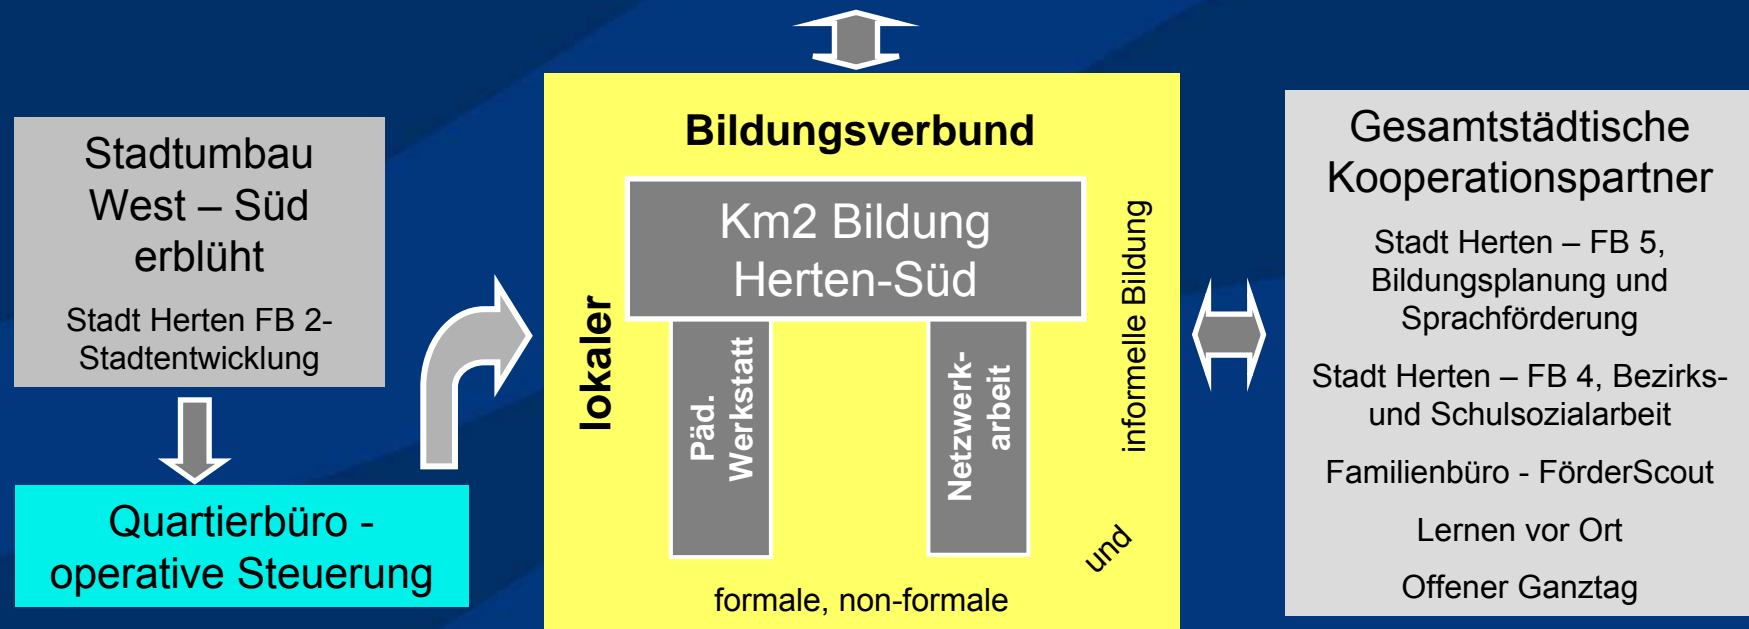 Stadtumbau
West – Süd
erblüht
Stadt Herten FB 2-
Stadtentwicklung
Quartierbüro -
operative Steuerung
lokaler
Bildungsverbund
Km2 Bildung
Herten-Süd
Päd.
Werkstatt
Netzwerk-
arbeit
formale, non-formale
und
informelle Bildung
Gesamtstädtische
Kooperationspartner
Stadt Herten – FB 5,
Bildungsplanung und
Sprachförderung
Stadt Herten – FB 4, Bezirks-
und Schulsozialarbeit
Familienbüro - FörderScout
Lernen vor Ort
Offener Ganztag